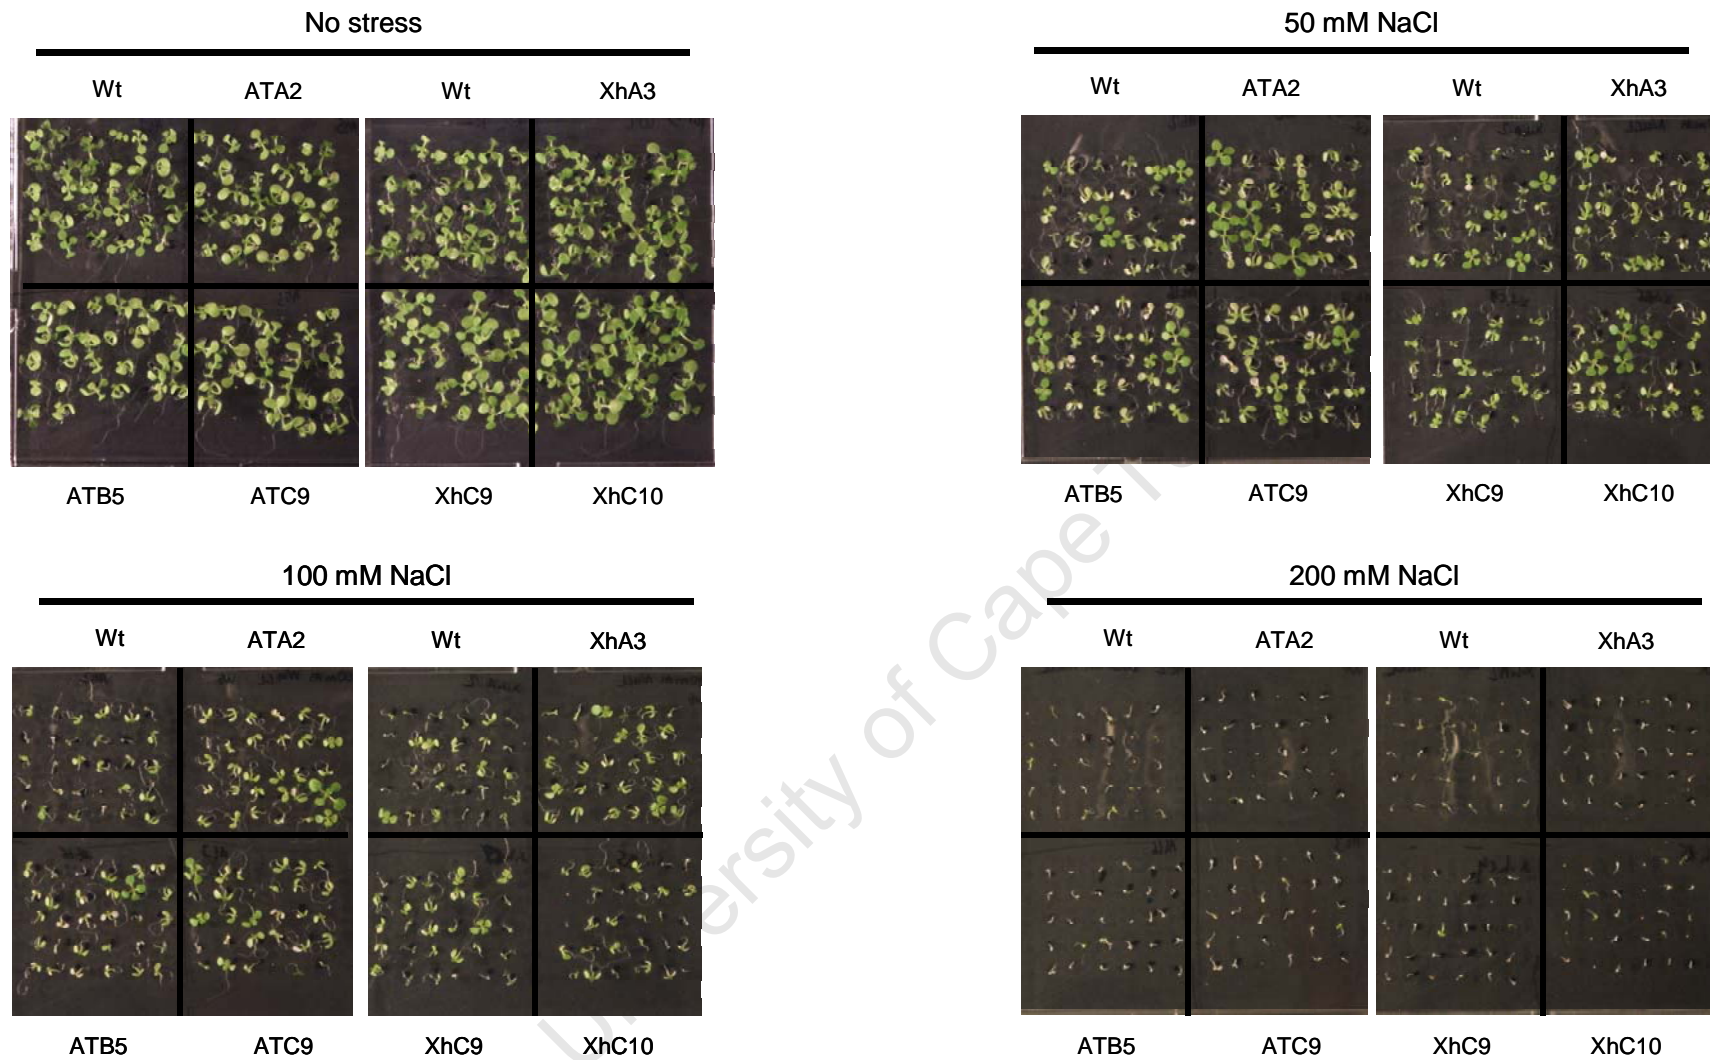 No stress
50 mM NaCl
Wt ATA2 Wt XhA3
Wt ATA2 Wt XhA3
ATB5 ATC9 XhC9 XhC10
ATB5 ATC9 XhC9 XhC10
100 mM NaCl
200 mM NaCl
Wt ATA2 Wt XhA3
Wt ATA2 Wt XhA3
ATB5 ATC9 XhC9 XhC10
ATB5 ATC9 XhC9 XhC10
of Cape